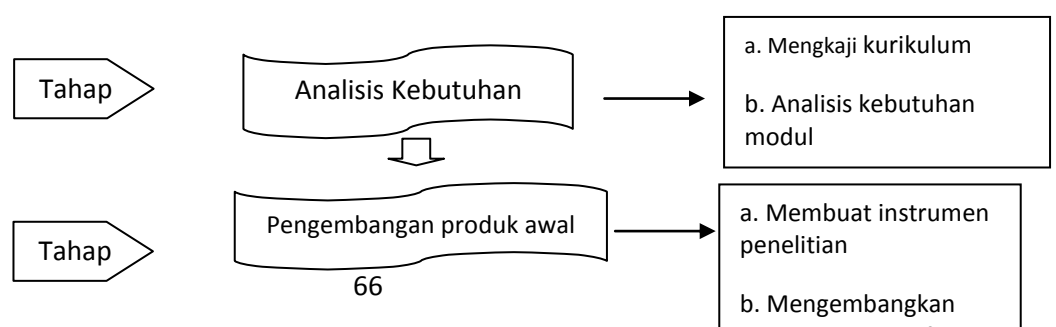 Tahap
Analisis Kebutuhan
a. Mengkaji kurikulum
b. Analisis kebutuhan
modul
Tahap
Pengembangan produk awal
a. Membuat instrumen
penelitian
b. Mengembangkan
66